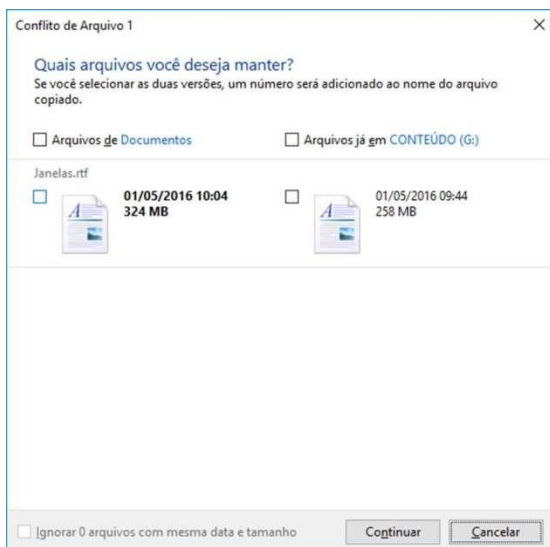 Conflito de Arquivo 1
Quais arquivos você deseja manter?
Se você selecionar as duas versões, um número será adicionado ao nome do arquivo
copiado.
Arquivos de Documentos
Arquivos já em CONTEÚDO (G:)
Janelas.rtf
01/05/2016 10:04
324 MB
01/05/2016 09:44
258 MB
Ignorar 0 arquivos com mesma data e tamanho
Continuar
Cancelar